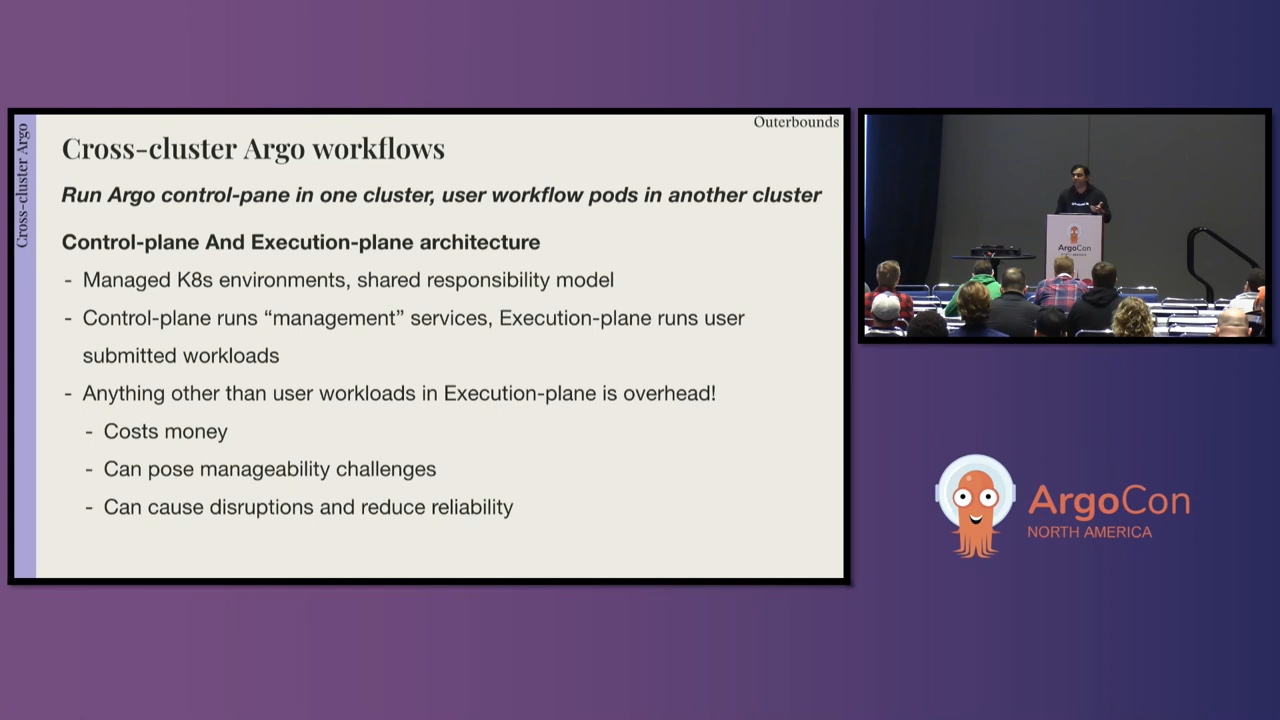 Outerbounds
Cross-cluster Argo
Cross-cluster Argo workflows
Run Argo control-pane in one cluster, user workflow pods in another cluster
Control-plane And Execution-plane architecture
- Managed K8s environments, shared responsibility model
- Control-plane runs “management” services, Execution-plane runs user
submitted workloads
- Anything other than user workloads in Execution-plane is overhead!
- Costs money
- Can pose manageability challenges
- Can cause disruptions and reduce reliability
ArgoCon
ArgoCon
NORTH AMERICA